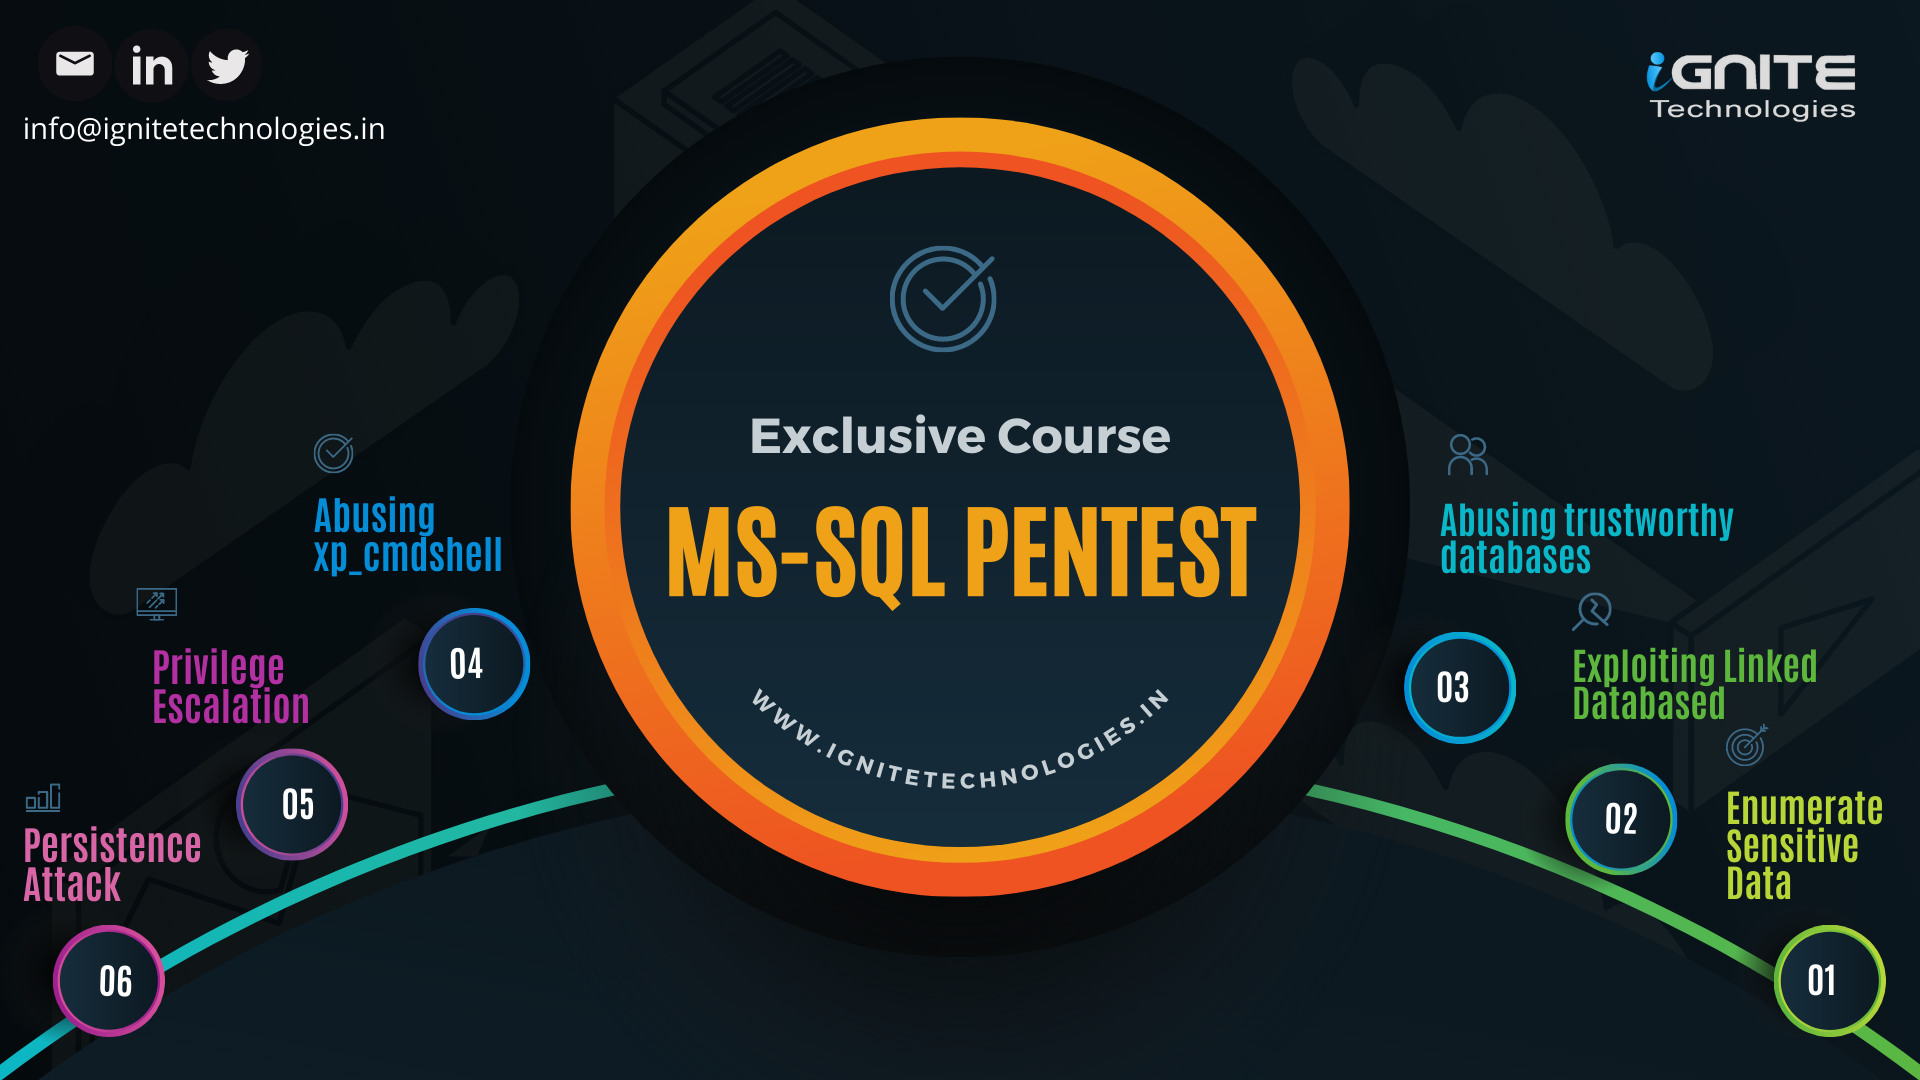 info@ignitetechnologies.in
iGNITE
Technologies
Exclusive Course
MS-SQL PENTEST
WWW.IGNITETECHNOLOGIES.IN
Abusing
xp_cmdshell
04
Privilege
Escalation
05
Persistence
Attack
06
Abusing trustworthy
databases
03
Exploiting Linked
Databased
02
Enumerate
Sensitive
Data
01